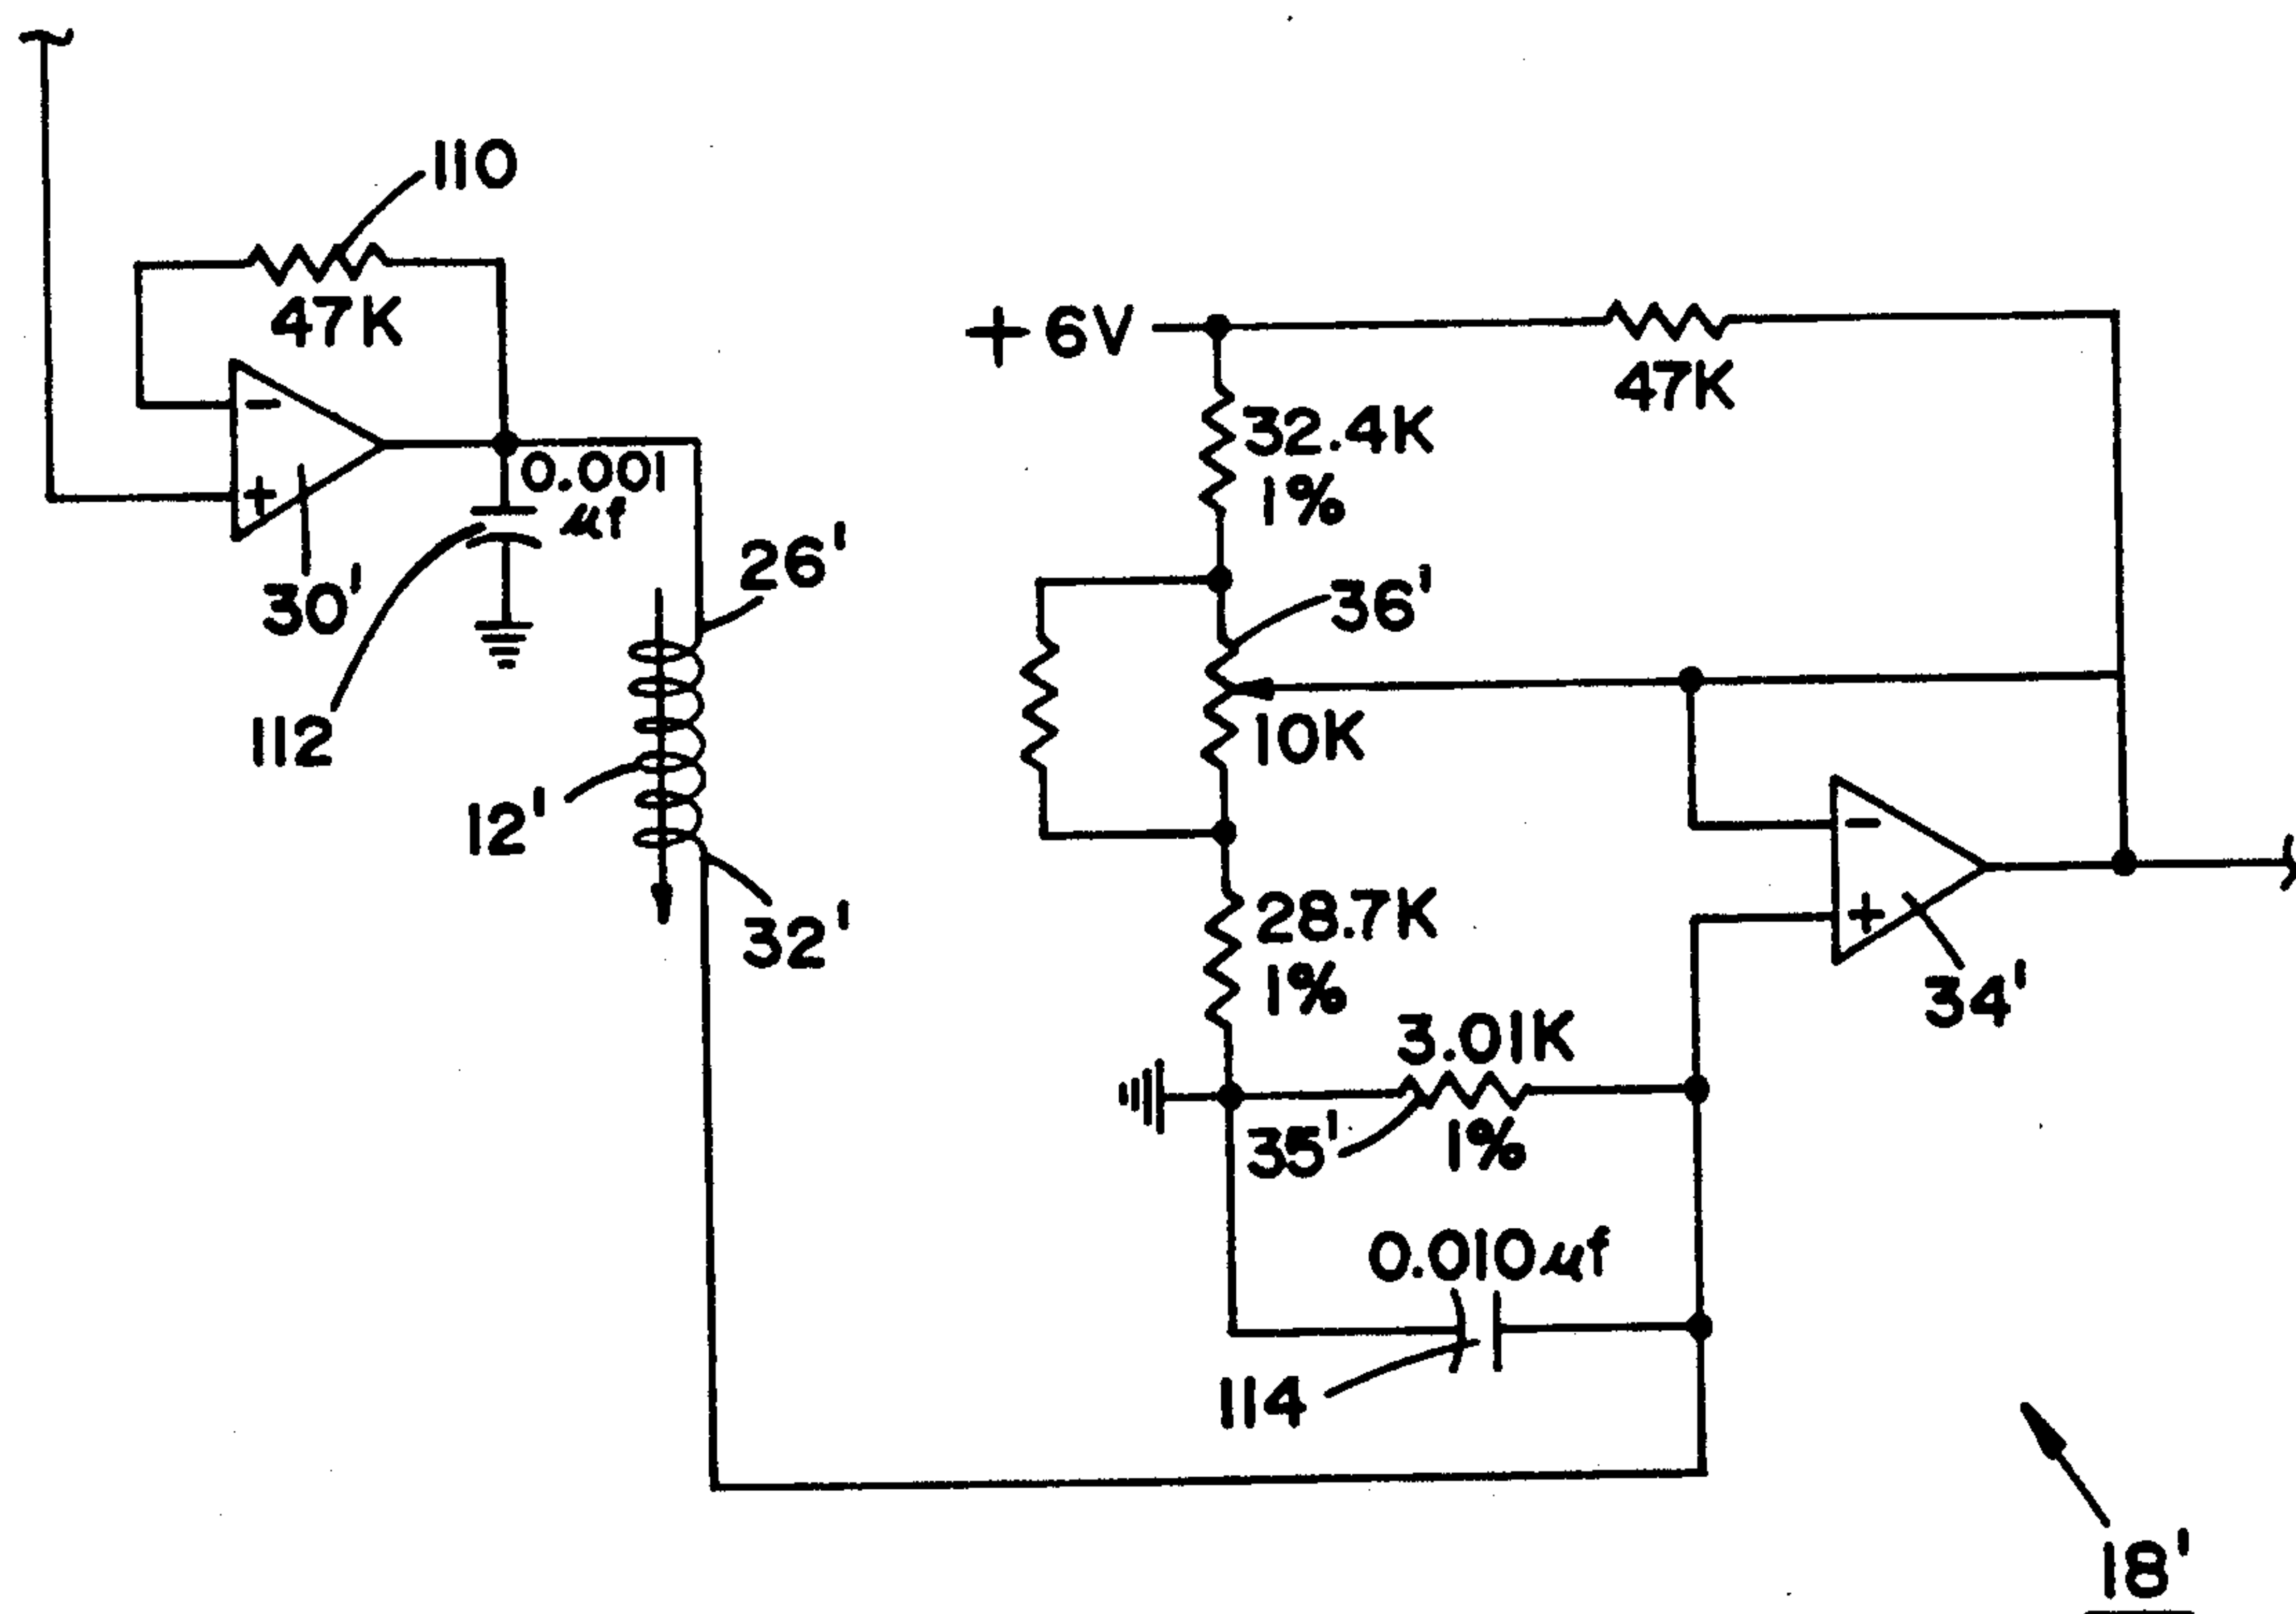 110
47K
-
+
30'
0.001
µf
112
26'
12'
32'
+6V
47K
32.4K
1%
36'
10K
28.7K
1%
-
+
34'
3.01K
35'
1%
0.010µf
114
18'